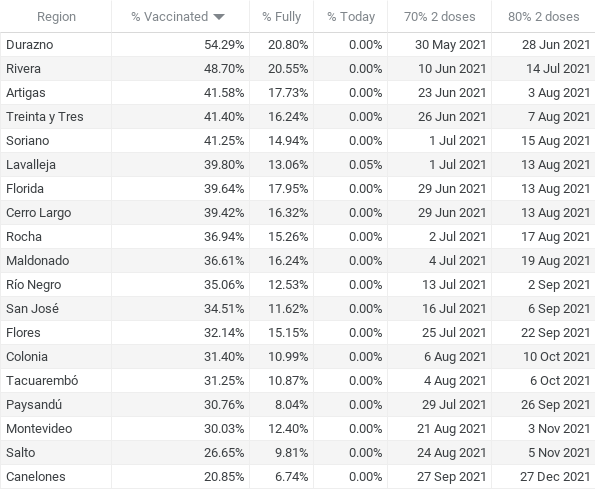 Region % Vaccinated % Fully % Today 70% 2 doses 80% 2 doses
Durazno 54.29% 20.80% 0.00% 30 May 2021 28 Jun 2021
Rivera 48.70% 20.55% 0.00% 10 Jun 2021 14 Jul 2021
Artigas 41.58% 17.73% 0.00% 23 Jun 2021 3 Aug 2021
Treinta y Tres 41.40% 16.24% 0.00% 26 Jun 2021 7 Aug 2021
Soriano 41.25% 14.94% 0.00% 1 Jul 2021 15 Aug 2021
Lavalleja 39.80% 13.06% 0.05% 1 Jul 2021 13 Aug 2021
Florida 39.64% 17.95% 0.00% 29 Jun 2021 13 Aug 2021
Cerro Largo 39.42% 16.32% 0.00% 29 Jun 2021 13 Aug 2021
Rocha 36.94% 15.26% 0.00% 2 Jul 2021 17 Aug 2021
Maldonado 36.61% 16.24% 0.00% 4 Jul 2021 19 Aug 2021
Río Negro 35.06% 12.53% 0.00% 13 Jul 2021 2 Sep 2021
San José 34.51% 11.62% 0.00% 16 Jul 2021 6 Sep 2021
Flores 32.14% 15.15% 0.00% 25 Jul 2021 22 Sep 2021
Colonia 31.40% 10.99% 0.00% 6 Aug 2021 10 Oct 2021
Tacuarembó 31.25% 10.87% 0.00% 4 Aug 2021 6 Oct 2021
Paysandú 30.76% 8.04% 0.00% 29 Jul 2021 26 Sep 2021
Montevideo 30.03% 12.40% 0.00% 21 Aug 2021 3 Nov 2021
Salto 26.65% 9.81% 0.00% 24 Aug 2021 5 Nov 2021
Canelones 20.85% 6.74% 0.00% 27 Sep 2021 27 Dec 2021